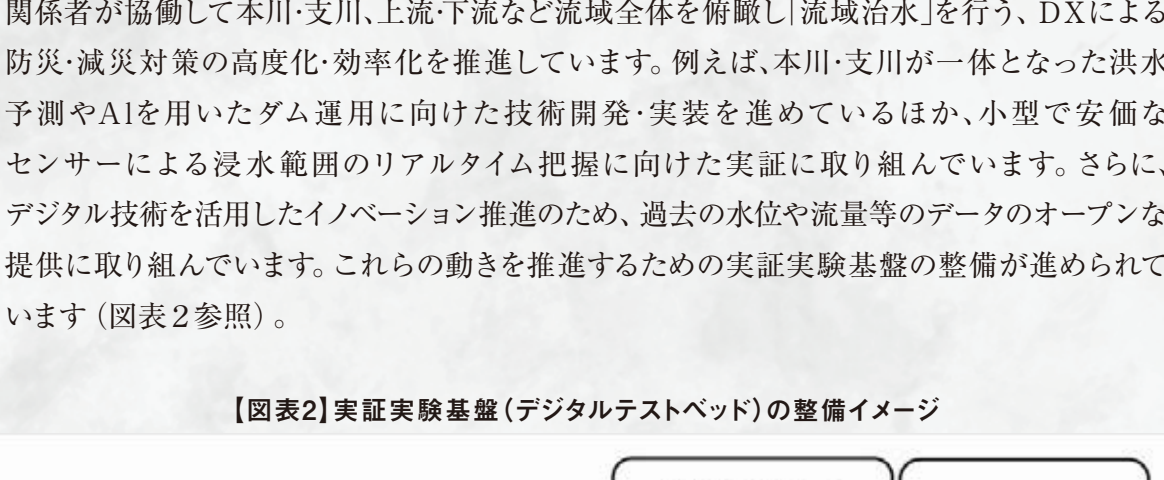 関係者が協働して本川・支川、上流・下流など流域全体を俯瞰し「流域治水」を行う、DXによる
防災・減災対策の高度化・効率化を推進しています。例えば、本川・支川が一体となった洪水
予測やAIを用いたダム運用に向けた技術開発・実装を進めているほか、小型で安価な
センサーによる浸水範囲のリアルタイム把握に向けた実証に取り組んでいます。さらに、
デジタル技術を活用したイノベーション推進のため、過去の水位や流量等のデータのオープンな
提供に取り組んでいます。これらの動きを推進するための実証実験基盤の整備が進められて
います（図表２参照）。
【図表2】実証実験基盤（デジタルテストベッド）の整備イメージ